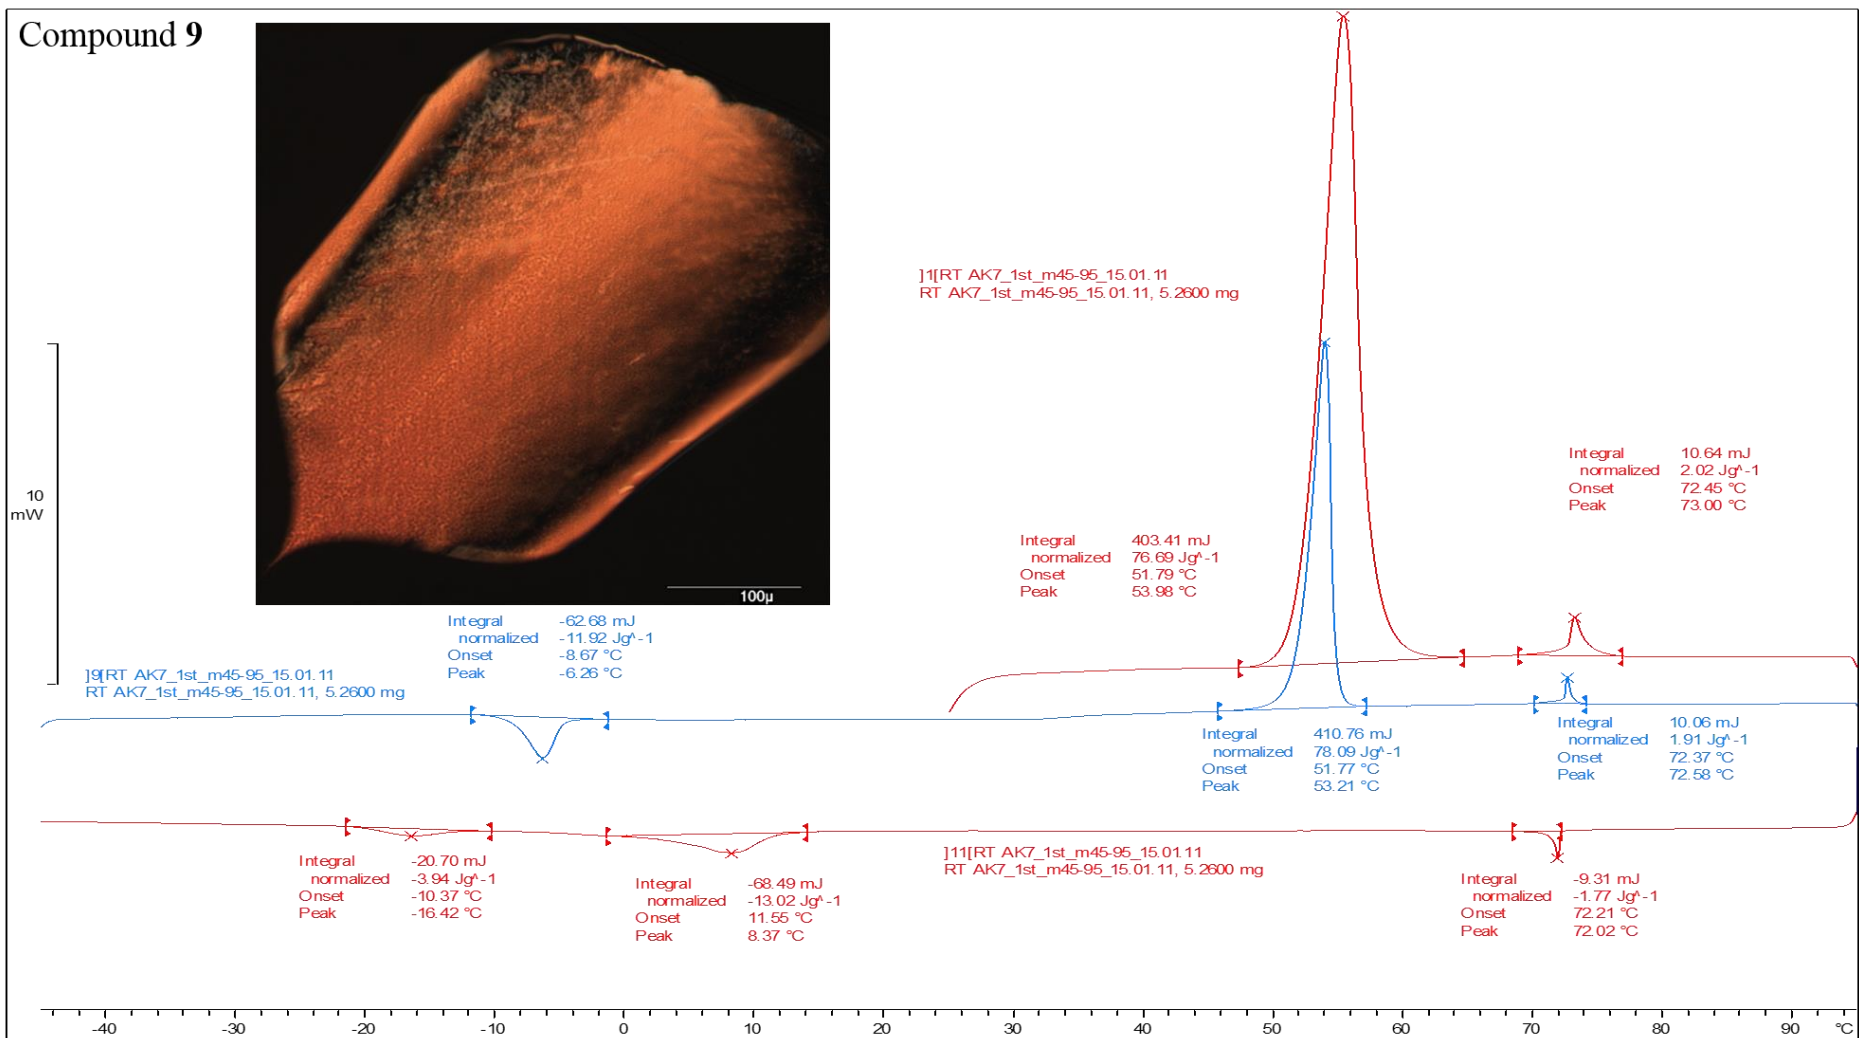 Compound 9
100µ
]1[RT AK7_1st_m45-95_15.01.11
RT AK7_1st_m45-95_15.01.11, 5.2600 mg
Integral 10.64 mJ
normalized 2.02 Jg^-1
Onset 72.45 °C
Peak 73.00 °C
10
mW
Integral 403.41 mJ
normalized 76.69 Jg^-1
Onset 51.79 °C
Peak 53.98 °C
Integral -62.68 mJ
normalized -11.92 Jg^-1
Onset -8.67 °C
Peak -6.26 °C
]9[RT AK7_1st_m45-95_15.01.11
RT AK7_1st_m45-95_15.01.11, 5.2600 mg
Integral 410.76 mJ
normalized 78.09 Jg^-1
Onset 51.77 °C
Peak 53.21 °C
Integral 10.06 mJ
normalized 1.91 Jg^-1
Onset 72.37 °C
Peak 72.58 °C
Integral -20.70 mJ
normalized -3.94 Jg^-1
Onset -10.37 °C
Peak -16.42 °C
Integral -68.49 mJ
normalized -13.02 Jg^-1
Onset 11.55 °C
Peak 8.37 °C
]11[RT AK7_1st_m45-95_15.01.11
RT AK7_1st_m45-95_15.01.11, 5.2600 mg
Integral -9.31 mJ
normalized -1.77 Jg^-1
Onset 72.21 °C
Peak 72.02 °C
-40 -30 -20 -10 0 10 20 30 40 50 60 70 80 90 °C